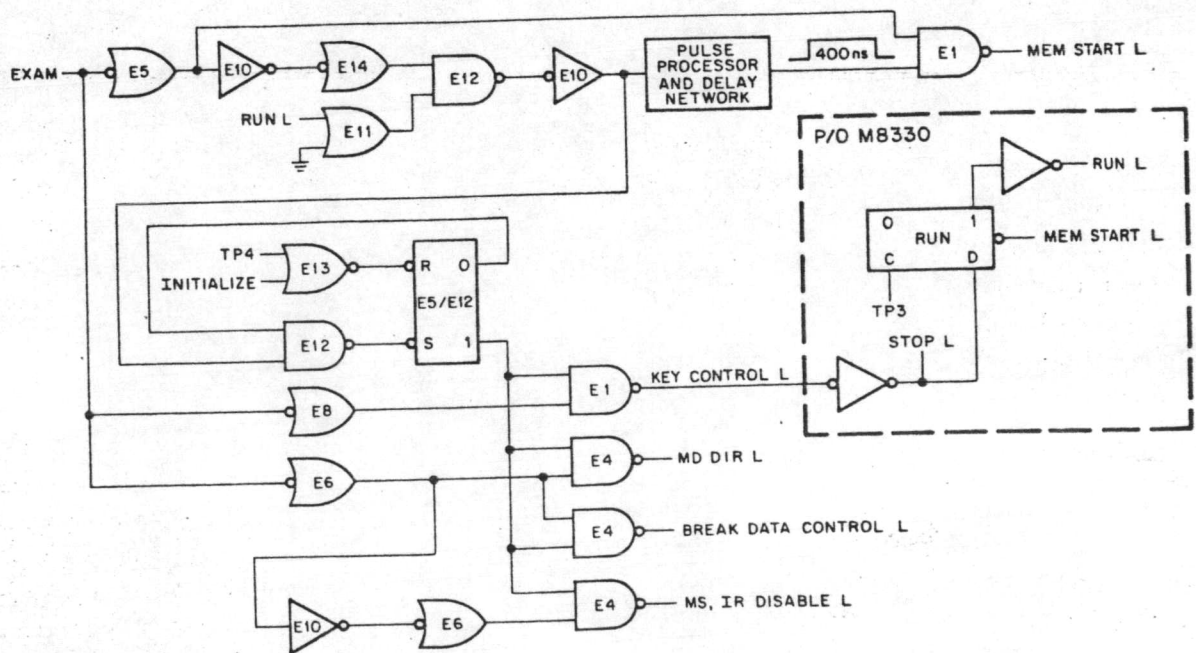 EXAM
E5
E10
E14
E12
E10
PULSE
PROCESSOR
AND DELAY
NETWORK
400ns
E1
MEM START L
RUN L
E11
P/O M8330
RUN L
O 1
RUN
C D
MEM START L
TP3
STOP L
TP4
INITIALIZE
E13
R O
E5/E12
S 1
E12
E8
E1
KEY CONTROL L
E6
E4
MD DIR L
E4
BREAK DATA CONTROL L
E10
E6
E4
MS, IR DISABLE L